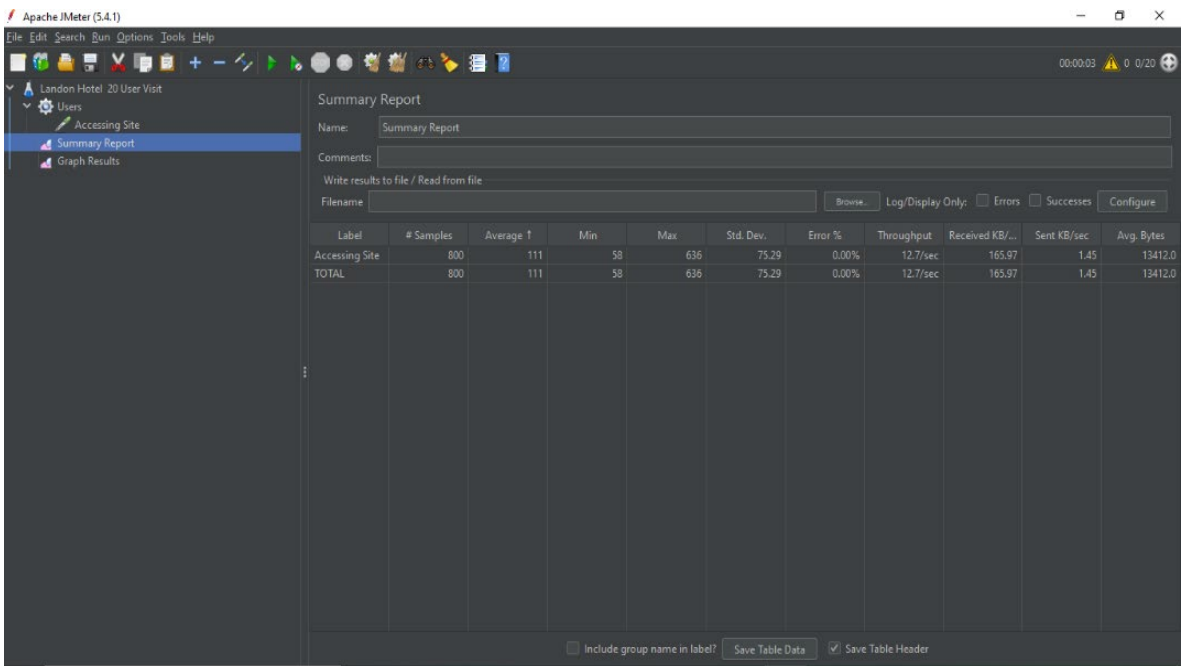 Apache JMeter (5.4.1)
File Edit Search Run Options Tools Help
00:00:03 0 0/20
Landon Hotel 20 User Visit
Users
Accessing Site
Summary Report
Graph Results
Summary Report
Name: Summary Report
Comments:
Write results to file / Read from file
Filename Browse... Log/Display Only: Errors Successes Configure
Label # Samples Average ↑ Min Max Std. Dev. Error % Throughput Received KB/... Sent KB/sec Avg. Bytes
Accessing Site 800 111 58 636 75.29 0.00% 12.7/sec 165.97 1.45 13412.0
TOTAL 800 111 58 636 75.29 0.00% 12.7/sec 165.97 1.45 13412.0
Include group name in label? Save Table Data Save Table Header